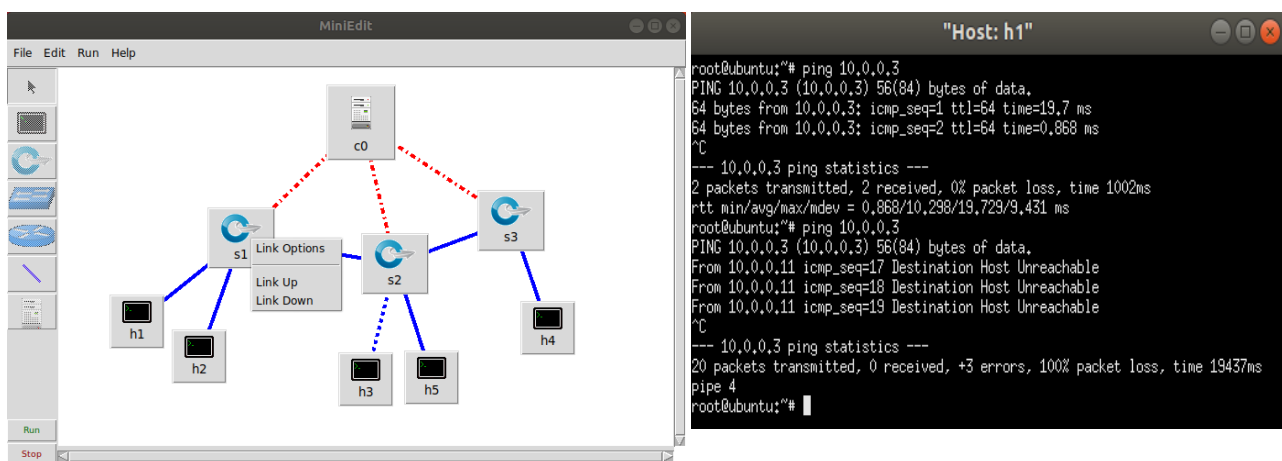 MiniEdit
File Edit Run Help
c0
s1
s2
s3
Link Options
Link Up
Link Down
h1
h2
h3
h5
h4
Run
Stop
"Host: h1"
root@ubuntu:~# ping 10.0.0.3
PING 10.0.0.3 (10.0.0.3) 56(84) bytes of data.
64 bytes from 10.0.0.3: icmp_seq=1 ttl=64 time=19.7 ms
64 bytes from 10.0.0.3: icmp_seq=2 ttl=64 time=0.868 ms
^C
--- 10.0.0.3 ping statistics ---
2 packets transmitted, 2 received, 0% packet loss, time 1002ms
rtt min/avg/max/mdev = 0.868/10.298/19.729/9.431 ms
root@ubuntu:~# ping 10.0.0.3
PING 10.0.0.3 (10.0.0.3) 56(84) bytes of data.
From 10.0.0.11 icmp_seq=17 Destination Host Unreachable
From 10.0.0.11 icmp_seq=18 Destination Host Unreachable
From 10.0.0.11 icmp_seq=19 Destination Host Unreachable
^C
--- 10.0.0.3 ping statistics ---
20 packets transmitted, 0 received, +3 errors, 100% packet loss, time 19437ms
pipe 4
root@ubuntu:~#